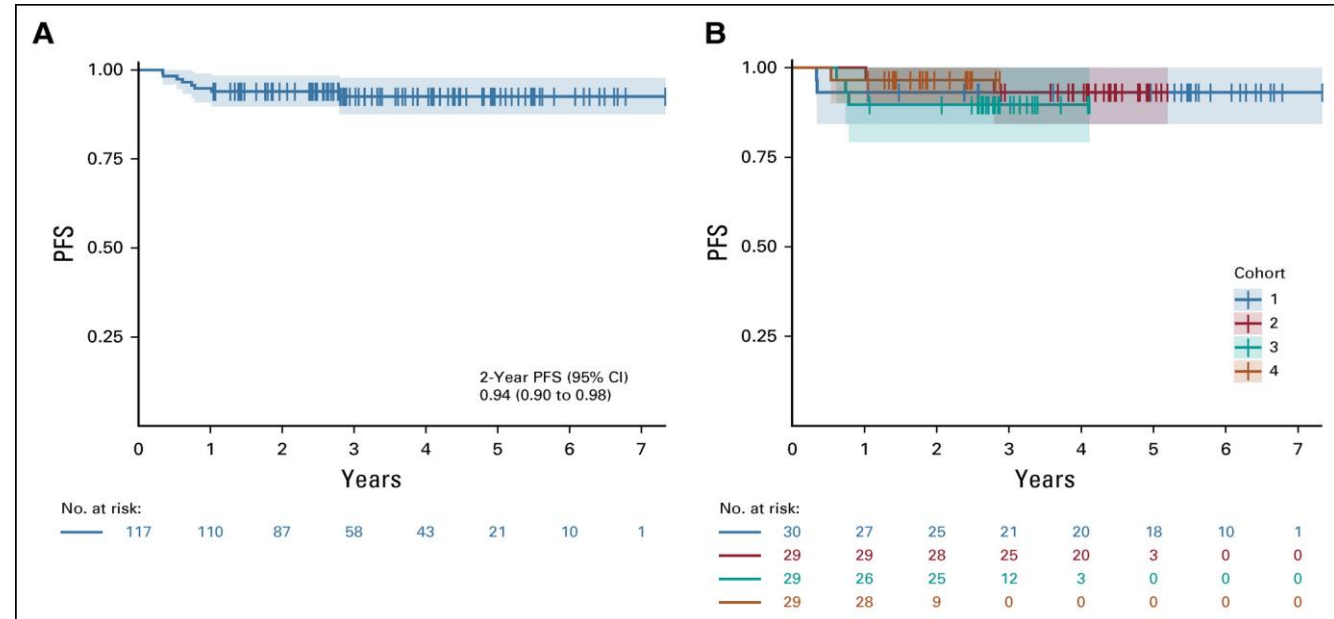 A
1.00
0.75
0.50
0.25
PFS
2-Year PFS (95% CI)
0.94 (0.90 to 0.98)
0 1 2 3 4 5 6 7
Years
No. at risk:
117 110 87 58 43 21 10 1
B
1.00
0.75
0.50
0.25
PFS
Cohort
1
2
3
4
0 1 2 3 4 5 6 7
Years
No. at risk:
30 27 25 21 20 18 10 1
29 29 28 25 20 3 0 0
29 26 25 12 3 0 0 0
29 28 9 0 0 0 0 0